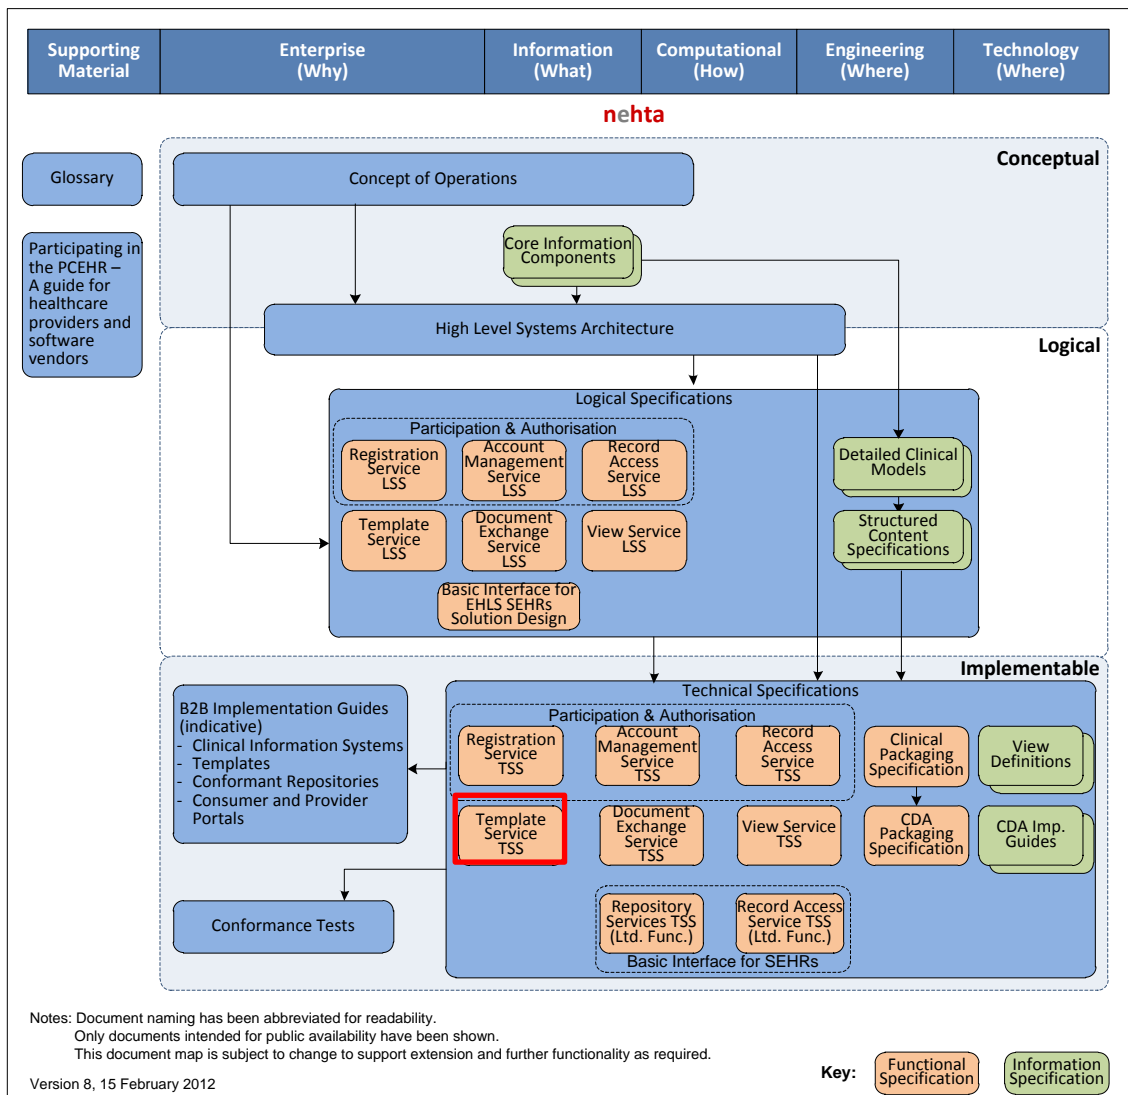 Supporting
Material
Enterprise
(Why)
Information
(What)
Computational
(How)
Engineering
(Where)
Technology
(Where)
nehta
Conceptual
Glossary
Concept of Operations
Participating in
the PCEHR –
A guide for
healthcare
providers and
software
vendors
Core Information
Components
High Level Systems Architecture
Logical
Logical Specifications
Participation & Authorisation
Registration
Service
LSS
Account
Management
Service
LSS
Record
Access
Service
LSS
Detailed Clinical
Models
Template
Service
LSS
Document
Exchange
Service
LSS
View Service
LSS
Structured
Content
Specifications
Basic Interface for
EHLS SEHRs
Solution Design
Implementable
Technical Specifications
B2B Implementation Guides
(indicative)
- Clinical Information Systems
- Templates
- Conformant Repositories
- Consumer and Provider
Portals
Participation & Authorisation
Registration
Service
TSS
Account
Management
Service
TSS
Record
Access
Service
TSS
Clinical
Packaging
Specification
View
Definitions
Template
Service
TSS
Document
Exchange
Service
TSS
View Service
TSS
CDA
Packaging
Specification
CDA Imp.
Guides
Conformance Tests
Repository
Services TSS
(Ltd. Func.)
Record Access
Service TSS
(Ltd. Func.)
Basic Interface for SEHRs
Notes: Document naming has been abbreviated for readability.
Only documents intended for public availability have been shown.
This document map is subject to change to support extension and further functionality as required.
Version 8, 15 February 2012
Key:
Functional
Specification
Information
Specification